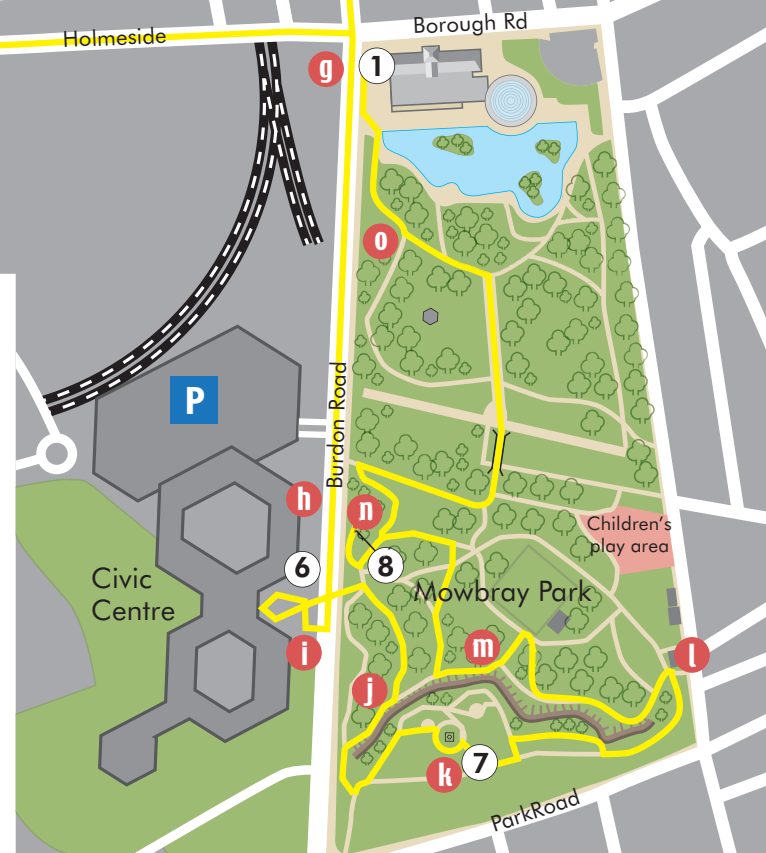 Borough Rd
Holmeside
g
1
o
P
Burdon Road
h
n
Children's
play area
6
8
Civic
Centre
Mowbray Park
i
m
l
j
7
k
ParkRoad